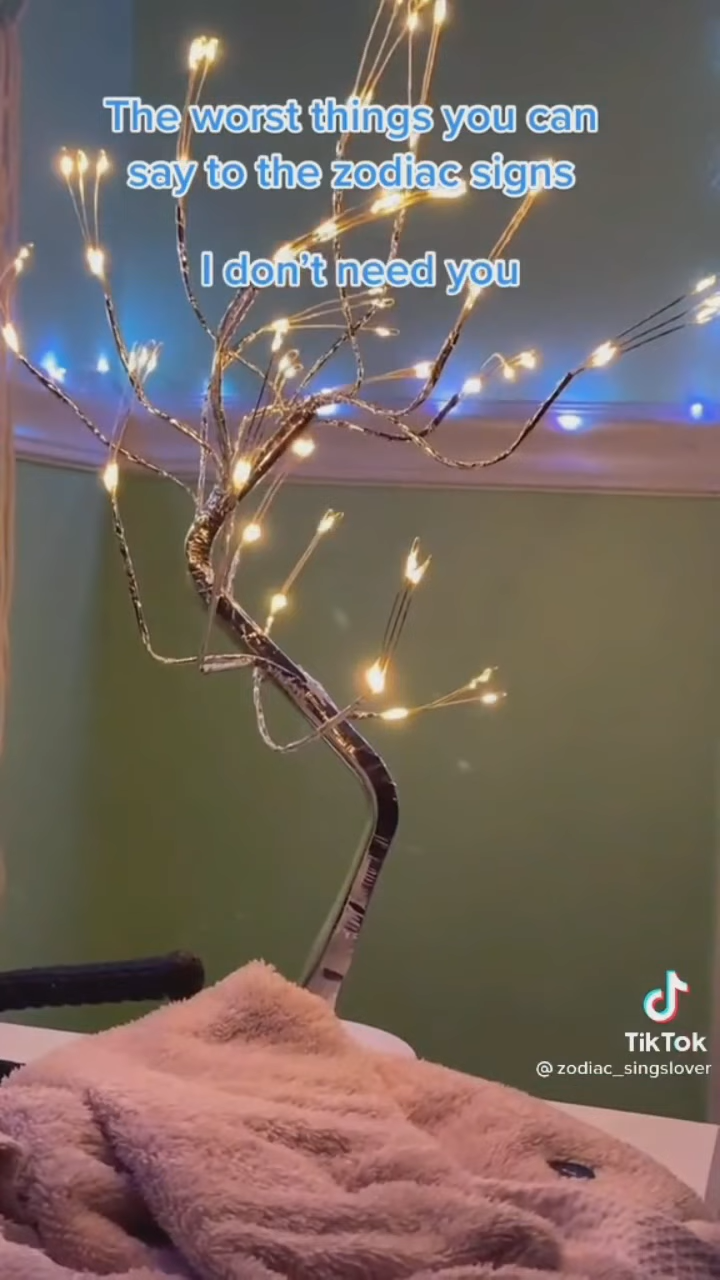 The worst things you can
say to the zodiac signs
I don't need you
TikTok
@zodiac_singslover